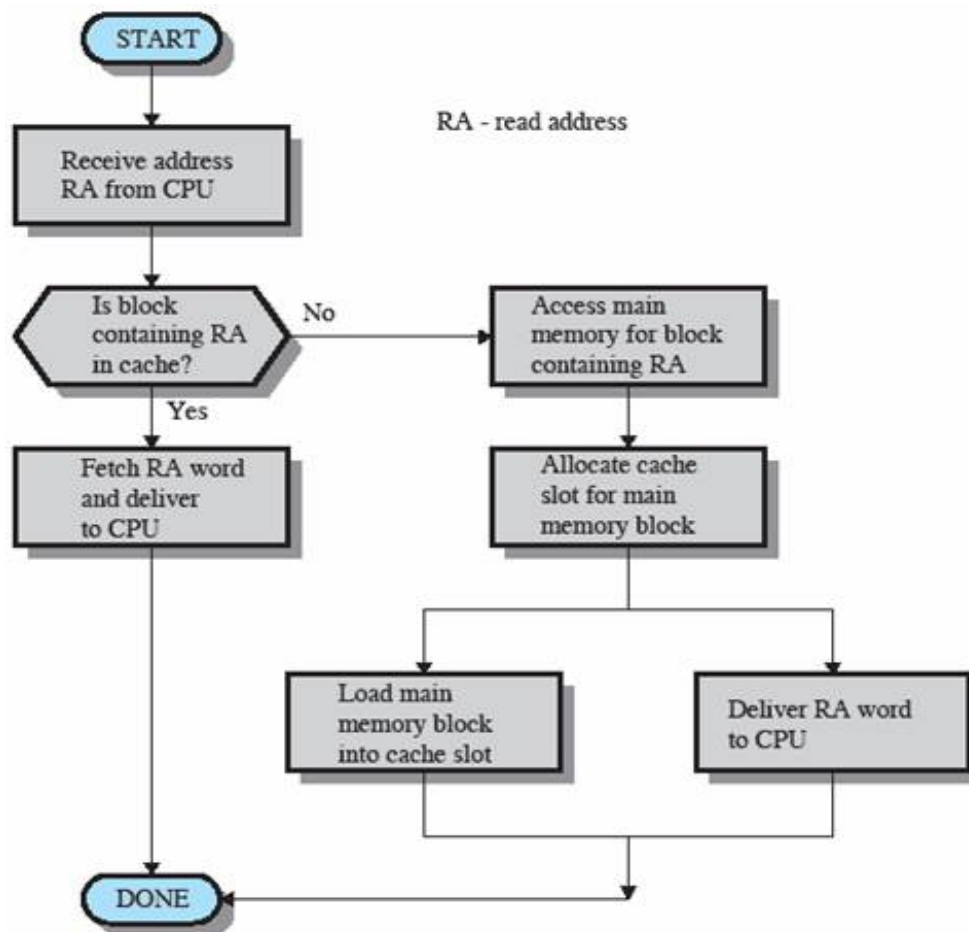 START
RA - read address
Receive address
RA from CPU
Is block
containing RA
in cache?
No
Yes
Access main
memory for block
containing RA
Fetch RA word
and deliver
to CPU
Allocate cache
slot for main
memory block
Load main
memory block
into cache slot
Deliver RA word
to CPU
DONE